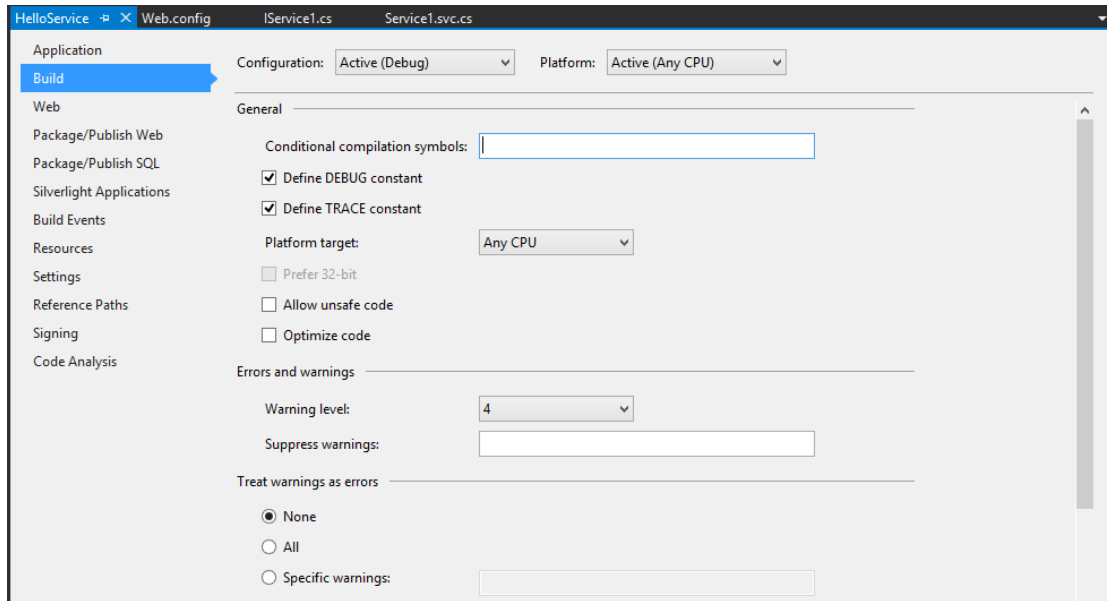 HelloService Web.config IService1.cs Service1.svc.cs
Application
Build
Web
Package/Publish Web
Package/Publish SQL
Silverlight Applications
Build Events
Resources
Settings
Reference Paths
Signing
Code Analysis
Configuration: Active (Debug) Platform: Active (Any CPU)
General
Conditional compilation symbols:
Define DEBUG constant
Define TRACE constant
Platform target: Any CPU
Prefer 32-bit
Allow unsafe code
Optimize code
Errors and warnings
Warning level: 4
Suppress warnings:
Treat warnings as errors
None
All
Specific warnings: